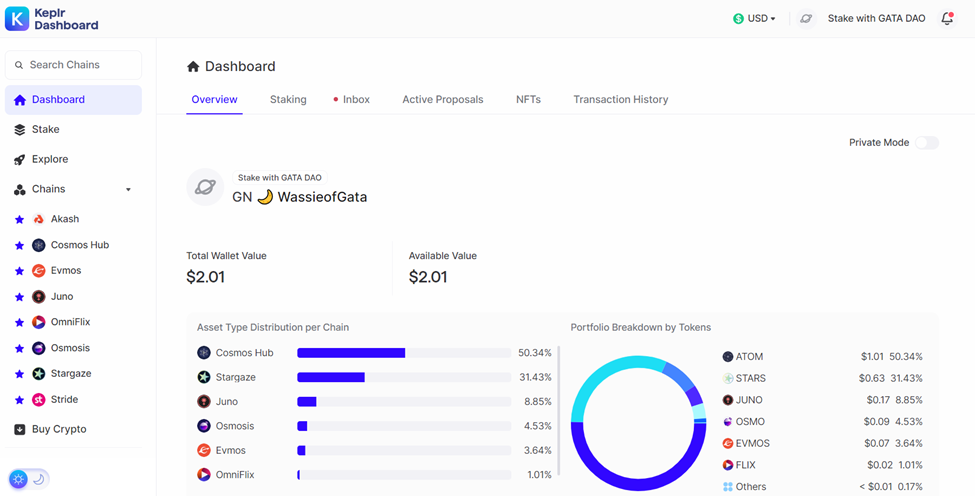 Keplr
Dashboard
USD
Stake with GATA DAO
Search Chains
Dashboard
Stake
Explore
Chains
Akash
Cosmos Hub
Evmos
Juno
OmniFlix
Osmosis
Stargaze
Stride
Buy Crypto
Dashboard
Overview Staking Inbox Active Proposals NFTs Transaction History
Private Mode
Stake with GATA DAO
GN 🌙 WassieofGata
Total Wallet Value Available Value
$2.01 $2.01
Asset Type Distribution per Chain
Cosmos Hub 50.34%
Stargaze 31.43%
Juno 8.85%
Osmosis 4.53%
Evmos 3.64%
OmniFlix 1.01%
Portfolio Breakdown by Tokens
ATOM $1.01 50.34%
STARS $0.63 31.43%
JUNO $0.17 8.85%
OSMO $0.09 4.53%
EVMOS $0.07 3.64%
FLIX $0.02 1.01%
Others < $0.01 0.17%